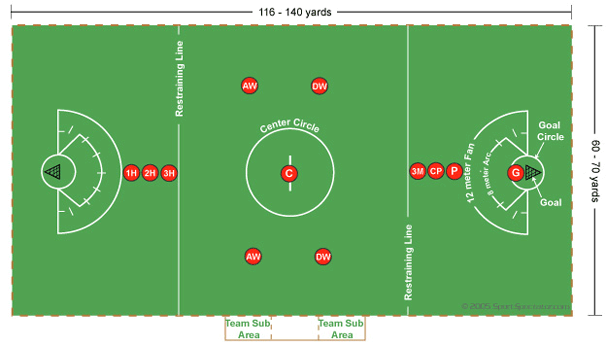 116 - 140 yards
Restraining Line
AW
DW
Center Circle
Goal
Circle
12 meter Fan
8 meter Arc
60 - 70 yards
1H
2H
3H
C
3M
CP
P
G
Goal
AW
DW
Restraining Line
Team Sub
Area
Team Sub
Area